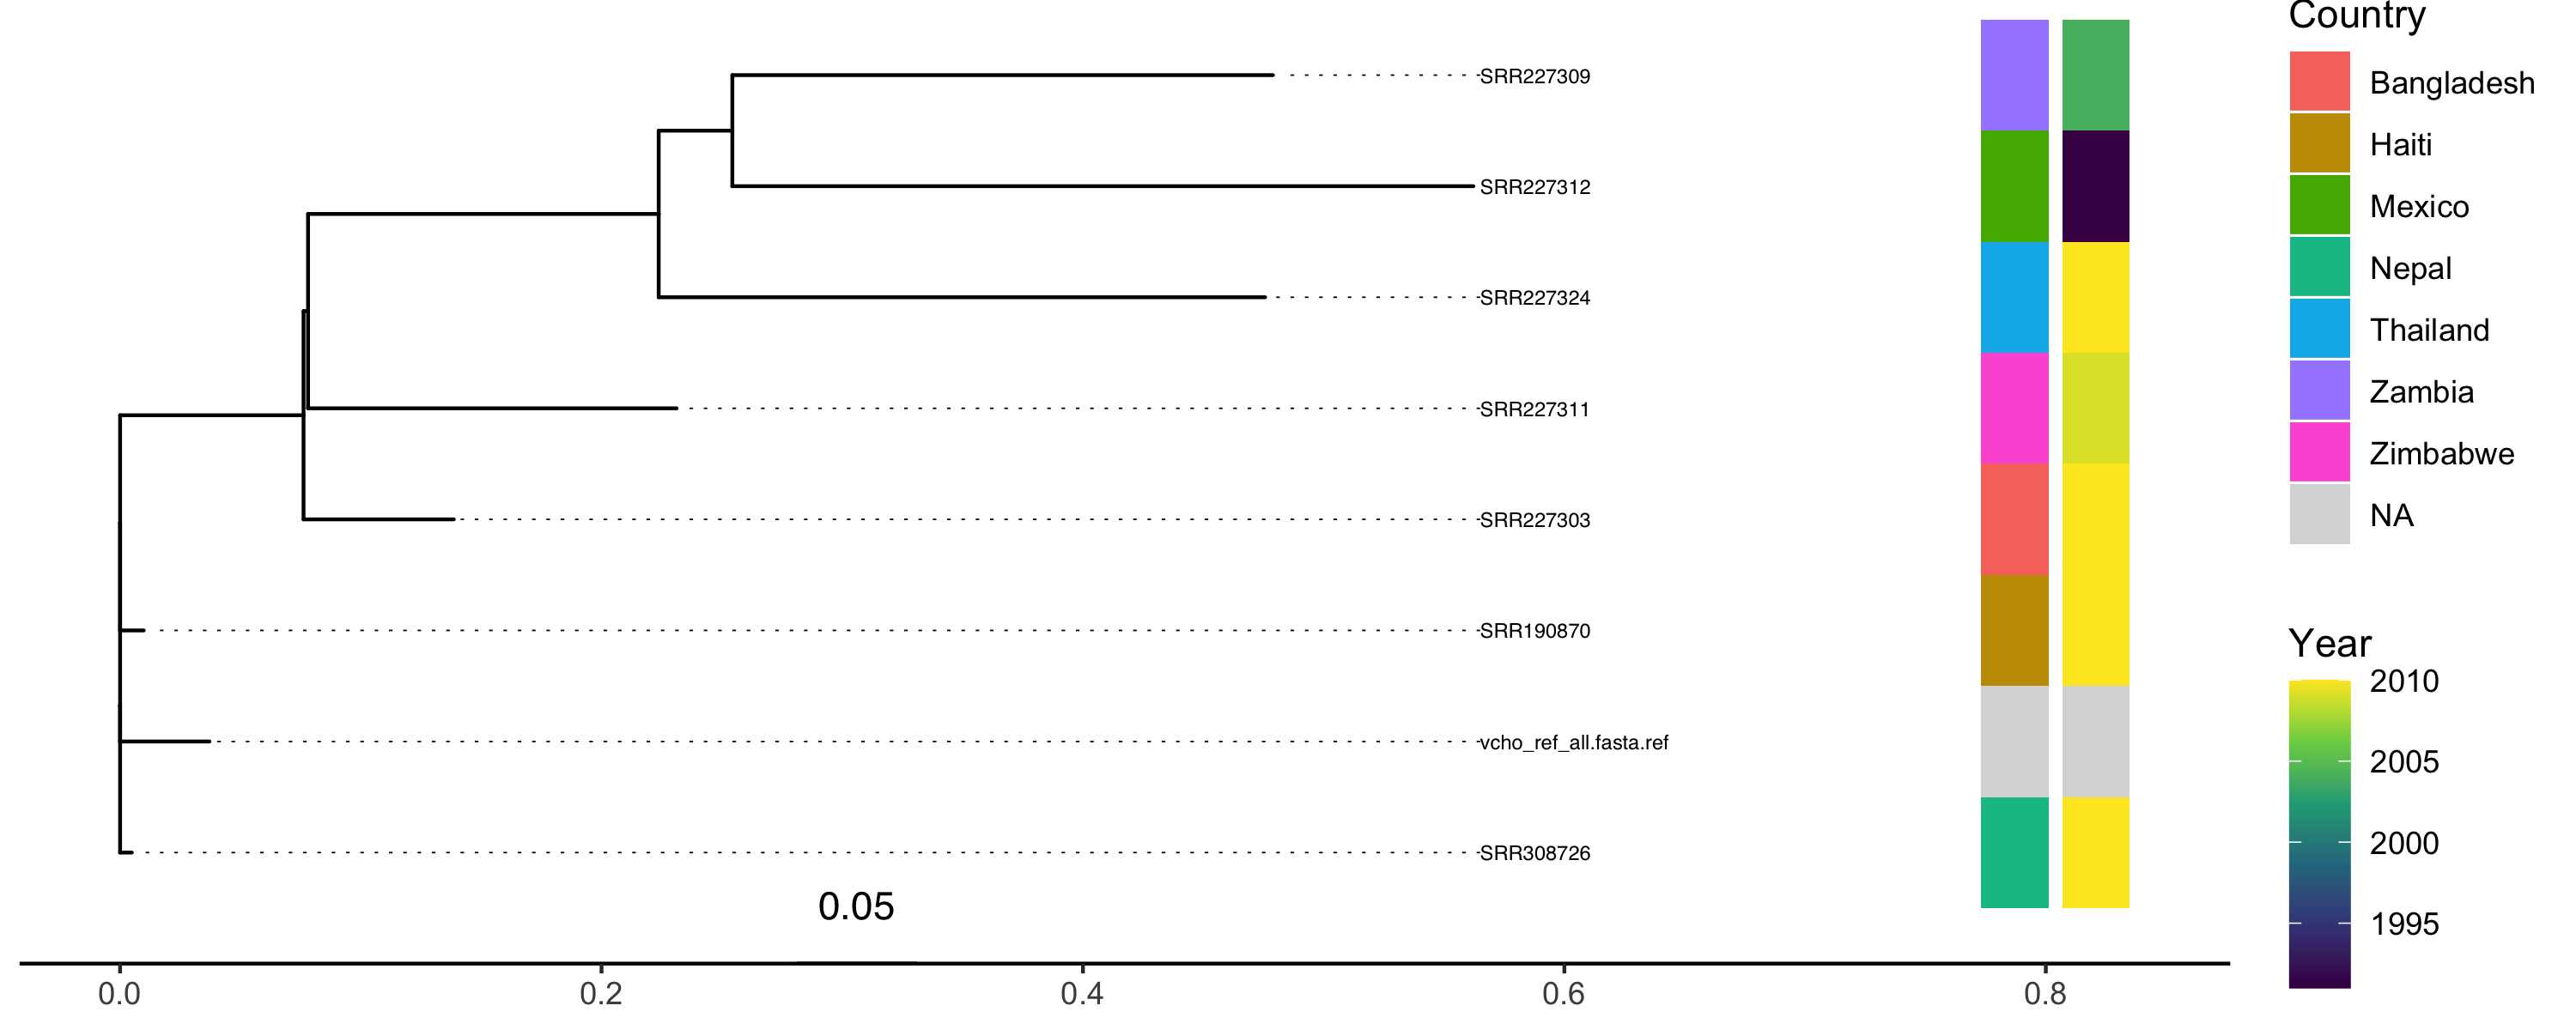 SRR227309
SRR227312
SRR227324
SRR227311
SRR227303
SRR190870
vcho_ref_all.fasta.ref
SRR308726
0.05
0.0
0.2
0.4
0.6
0.8
Country
Bangladesh
Haiti
Mexico
Nepal
Thailand
Zambia
Zimbabwe
NA
Year
2010
2005
2000
1995